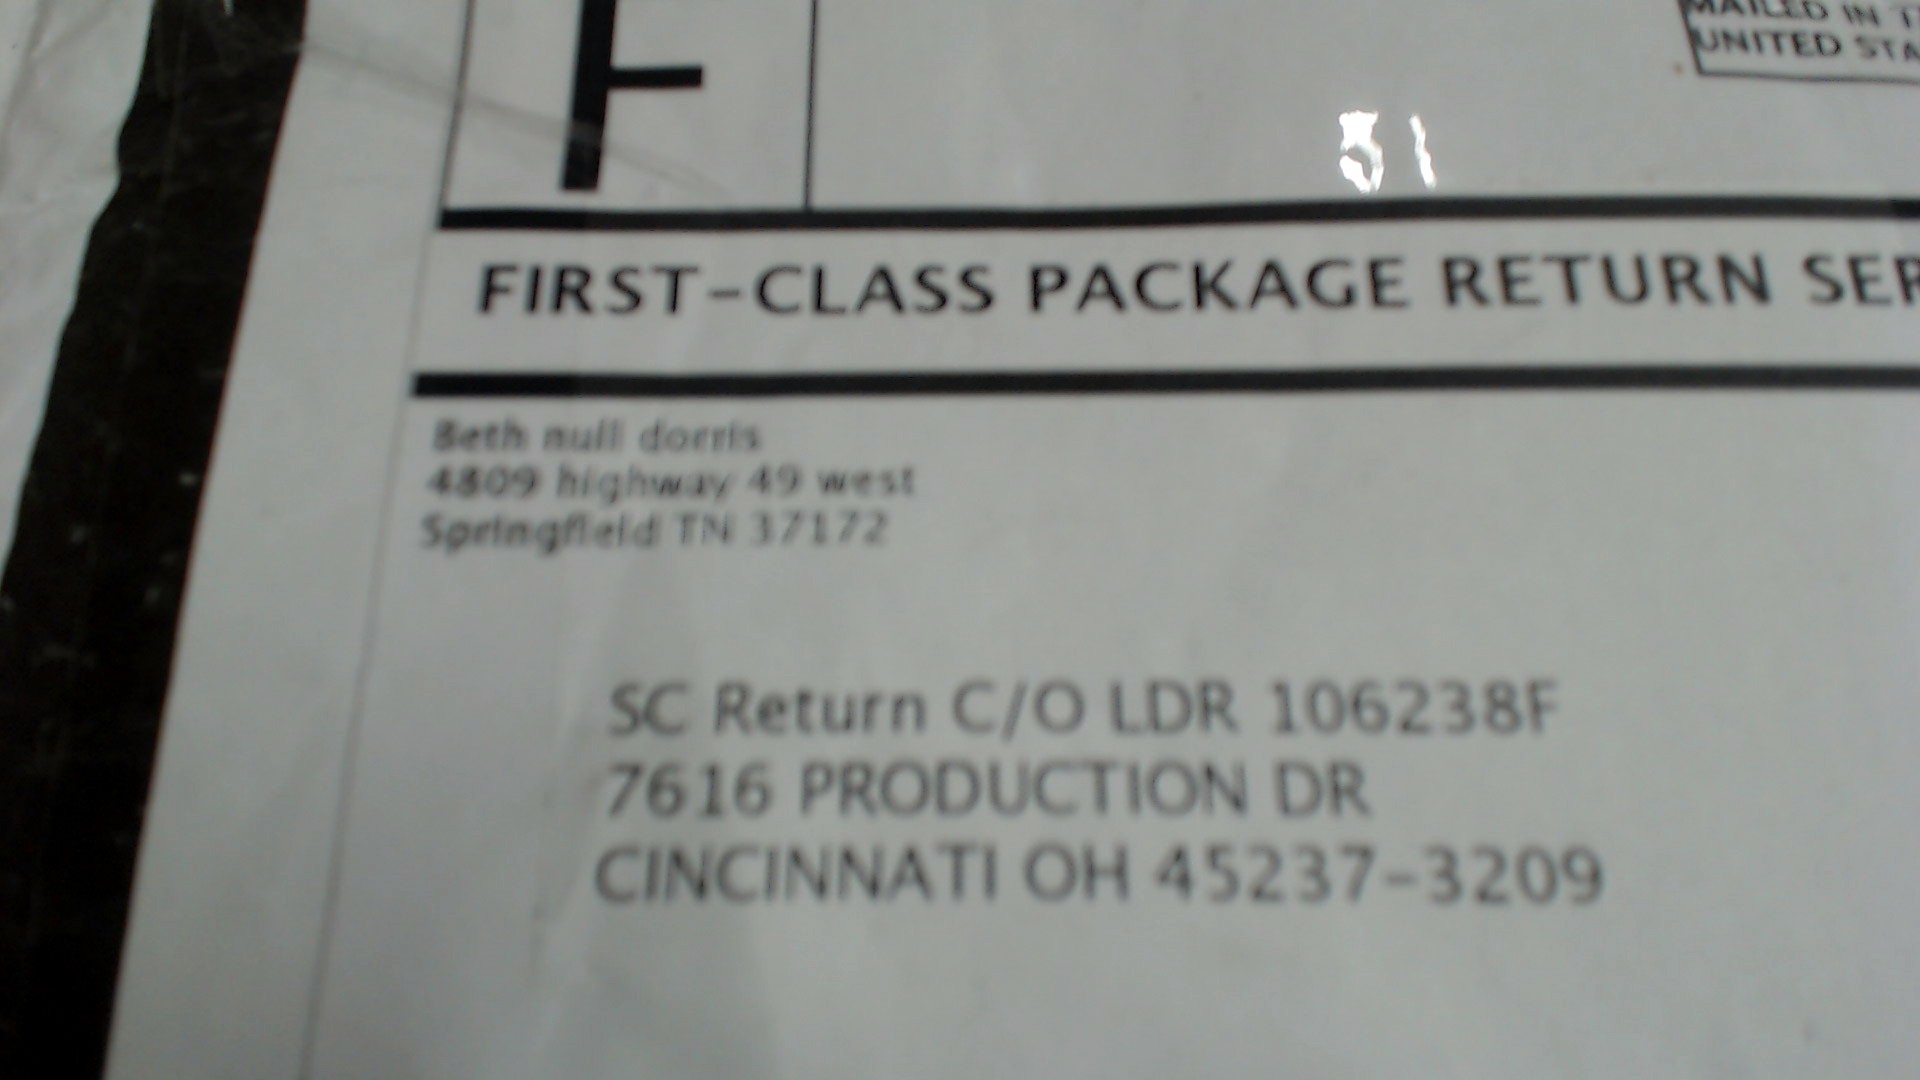 F
MAILED IN
UNITED STA
FIRST-CLASS PACKAGE RETURN SER
Beth null dorris
4809 highway 49 west
Springfield TN 37172
SC Return C/O LDR 106238F
7616 PRODUCTION DR
CINCINNATI OH 45237-3209